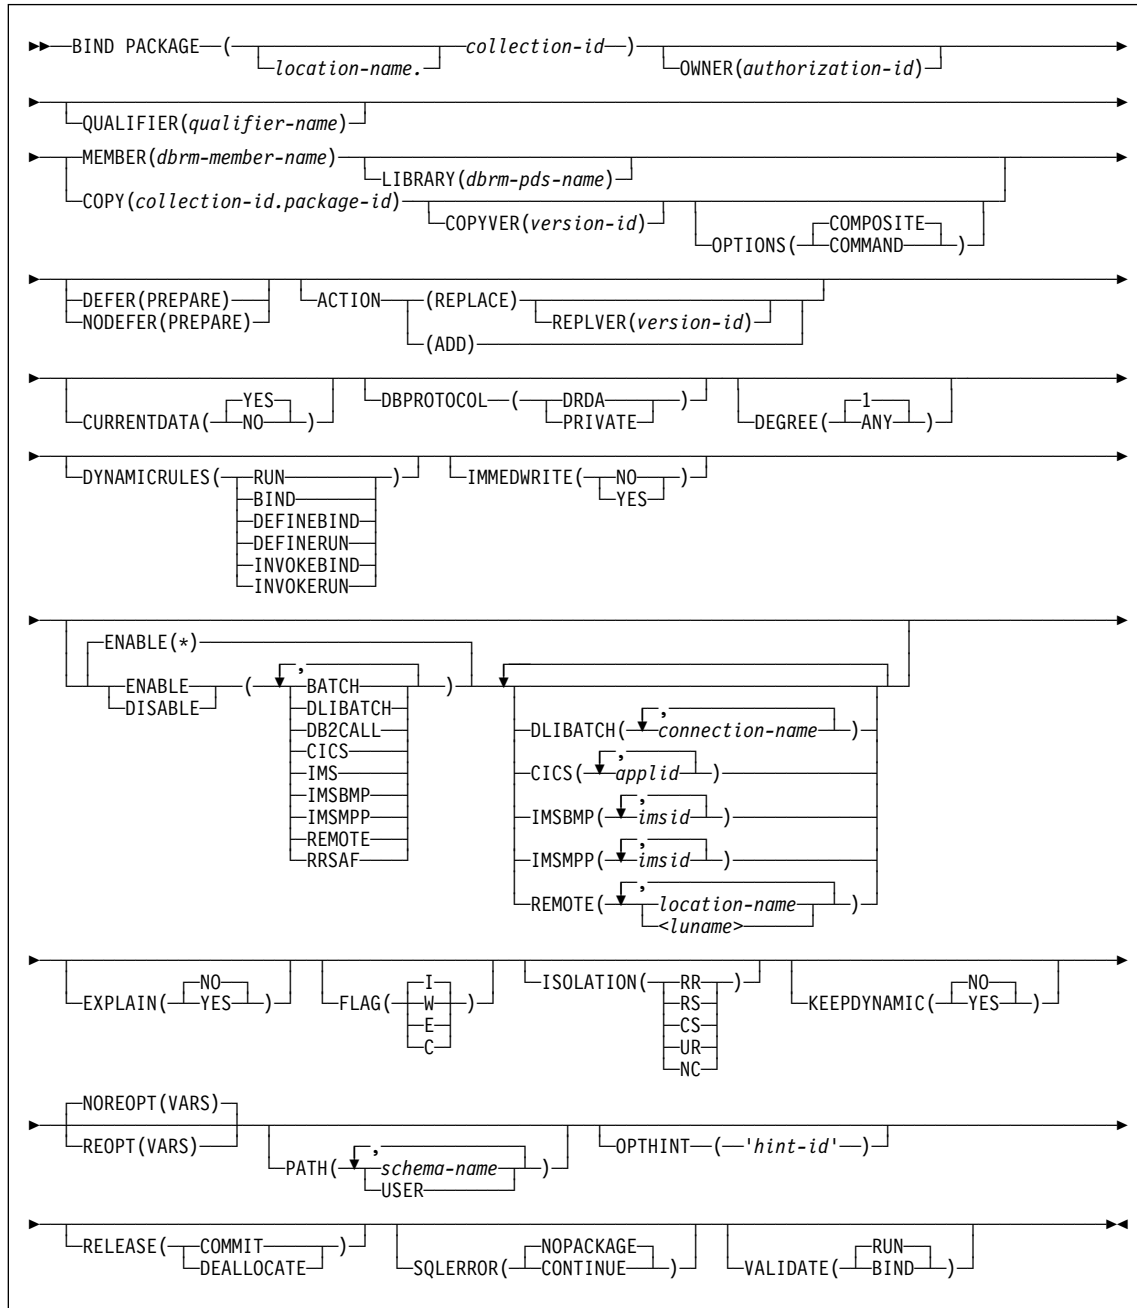 BIND PACKAGE ( collection-id ) 
location-name. OWNER(authorization-id)
QUALIFIER(qualifier-name)
MEMBER(dbrm-member-name)
LIBRARY(dbrm-pds-name)
COPY(collection-id.package-id)
COPYVER(version-id) COMPOSITE
OPTIONS( COMMAND )
DEFER(PREPARE) ACTION (REPLACE)
NODEFER(PREPARE) REPLVER(version-id)
(ADD)
YES DBPROTOCOL ( DRDA ) 1
CURRENTDATA( NO ) PRIVATE DEGREE( ANY )
DYNAMICRULES( RUN ) IMMEDWRITE( NO )
BIND YES
DEFINEBIND
DEFINERUN
INVOKEBIND
INVOKERUN
ENABLE(*)
, 
ENABLE ( BATCH )
DISABLE DLIBATCH ,
DB2CALL DLIBATCH( connection-name )
CICS ,
IMS CICS( applid )
IMSBMP ,
IMSMPP IMSBMP( imsid )
REMOTE ,
RRSAF IMSMPP( imsid )
,
REMOTE( location-name )
<luname>
NO I ISOLATION( RR ) NO
EXPLAIN( YES ) FLAG( W ) RS KEEPDYNAMIC( YES )
E CS
C UR
NC
NOREOPT(VARS)
REOPT(VARS) , OPTHINT ( 'hint-id' )
PATH( schema-name )
USER
RELEASE( COMMIT ) NOPACKAGE RUN
DEALLOCATE SQLERROR( CONTINUE ) VALIDATE( BIND )